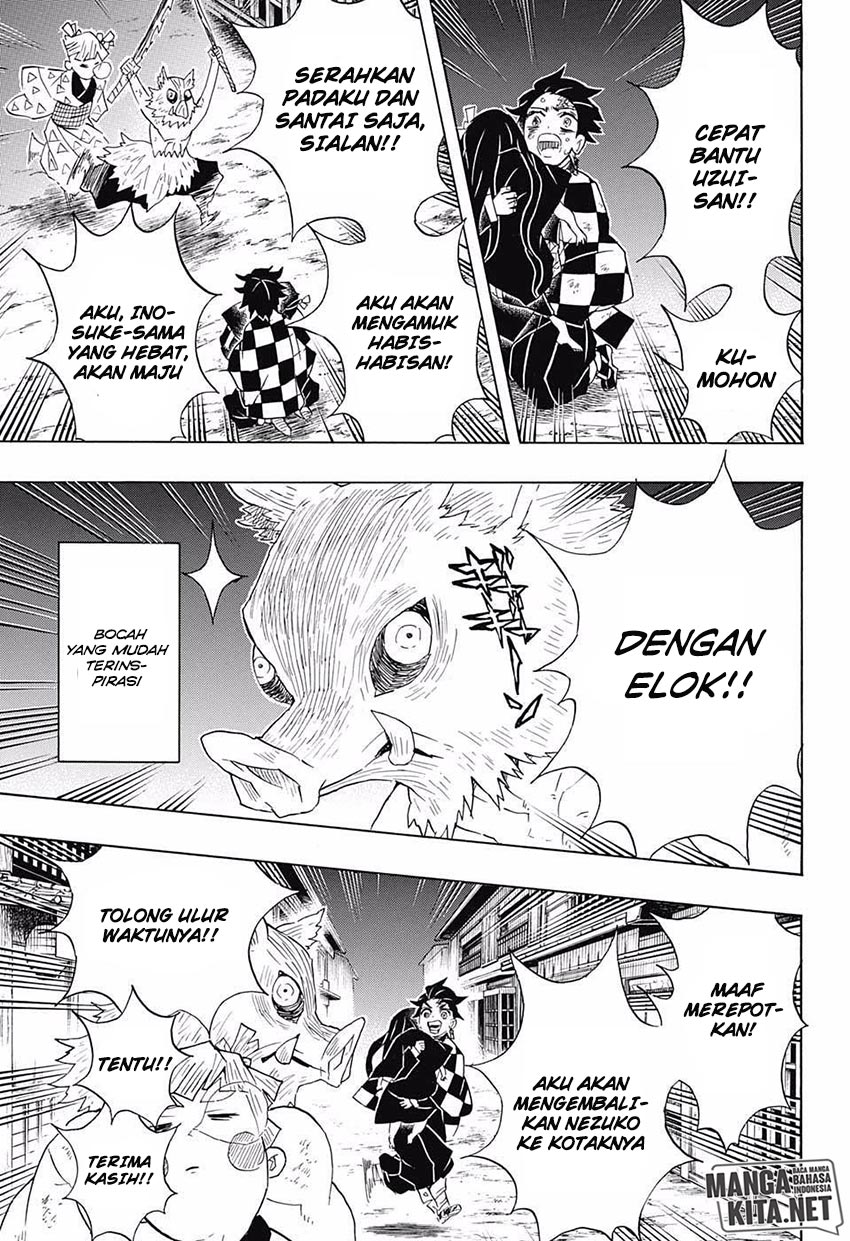 CEPAT
BANTU
UZUI-
SAN!!
KU-
MOHON
SERAHKAN
PADAKU DAN
SANTAI SAJA,
SIALAN!!
AKU AKAN
MENGAMUK
HABIS-
HABISAN!
AKU, INO-
SUKE-SAMA
YANG HEBAT,
AKAN MAJU
DENGAN
ELOK!!
BOCAH
YANG MUDAH
TERINS-
PIRASI
MAAF
MEREPOT-
KAN!
AKU AKAN
MENGEMBALI-
KAN NEZUKO
KE KOTAKNYA
TOLONG ULUR
WAKTUNYA!!
TENTU!!
TERIMA
KASIH!!
MANGA
KITA.NET
BACA MANGA
BAHASA
INDONESIA